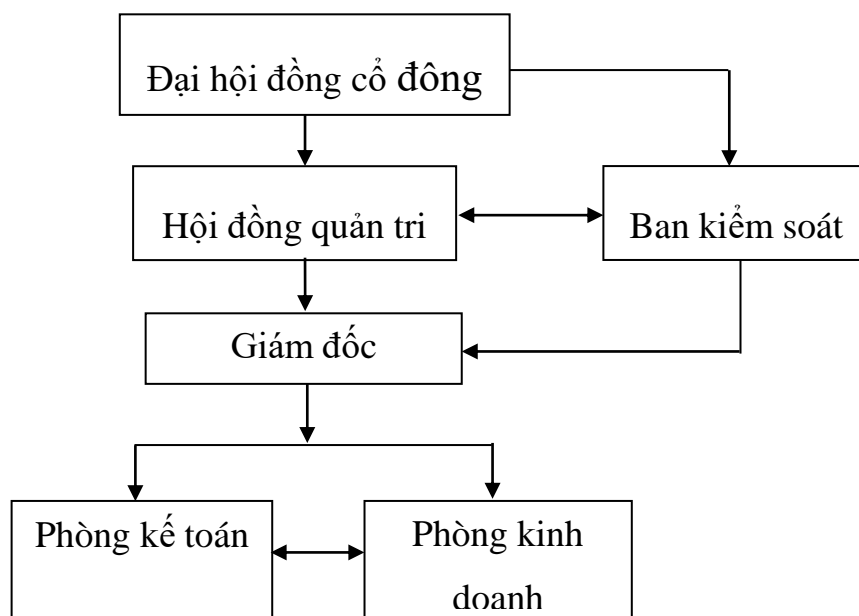 Đại hội đồng cổ đông
Hội đồng quản tri
Ban kiểm soát
Giám đốc
Phòng kế toán
Phòng kinh
doanh